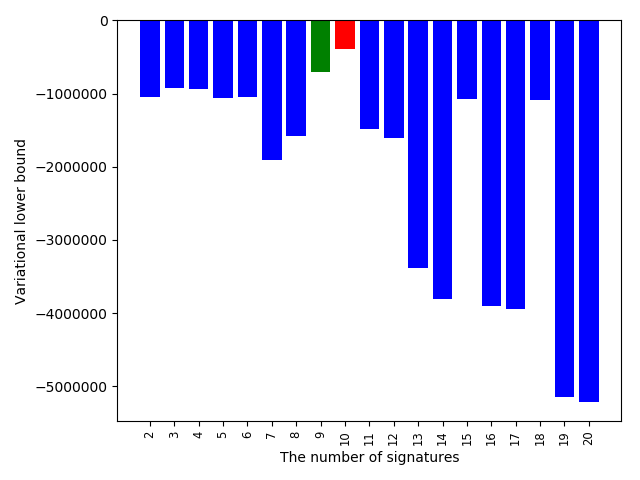 0
−1000000
−2000000
−3000000
−4000000
−5000000
Variational lower bound
2 3 4 5 6 7 8 9 10 11 12 13 14 15 16 17 18 19 20
The number of signatures